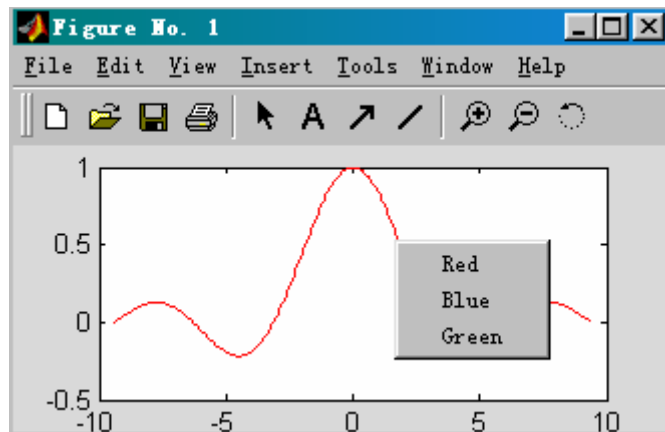 Figure No. 1
File Edit View Insert Tools Window Help
A
1
0.5
0
-0.5
Red
Blue
Green
-10 -5 0 5 10